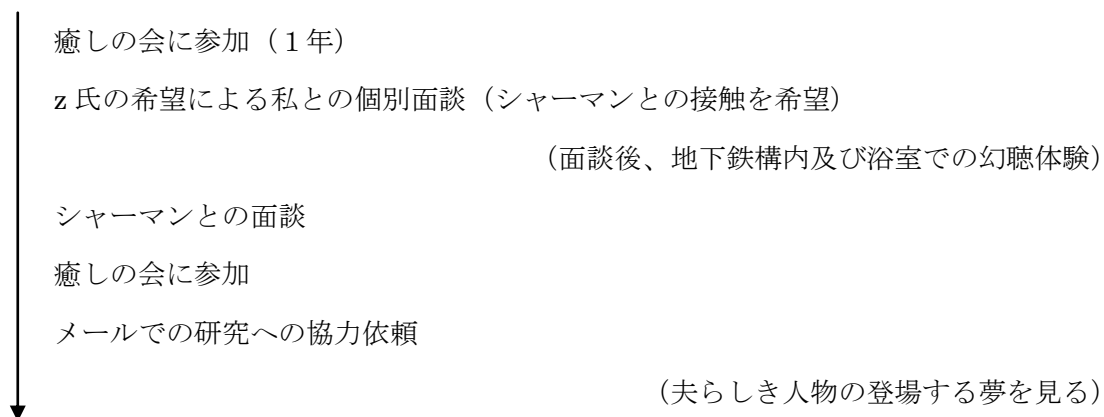 癒しの会に参加（１年）
z 氏の希望による私との個別面談（シャーマンとの接触を希望）
（面談後、地下鉄構内及び浴室での幻聴体験）
シャーマンとの面談
癒しの会に参加
メールでの研究への協力依頼
（夫らしき人物の登場する夢を見る）